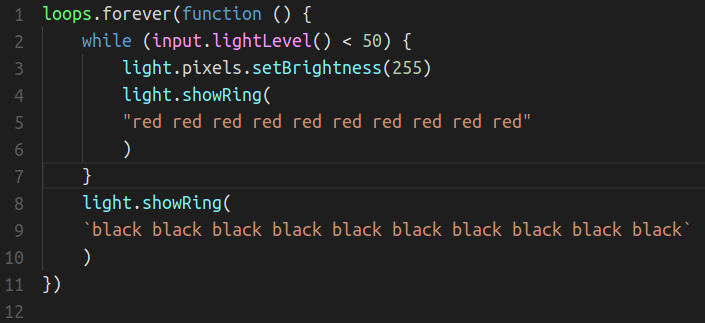 1 loops.forever(function () {
2     while (input.lightLevel() < 50) {
3         light.pixels.setBrightness(255)
4         light.showRing(
5         "red red red red red red red red red red"
6         )
7     }
8     light.showRing(
9     `black black black black black black black black black black`
10     )
11 })
12